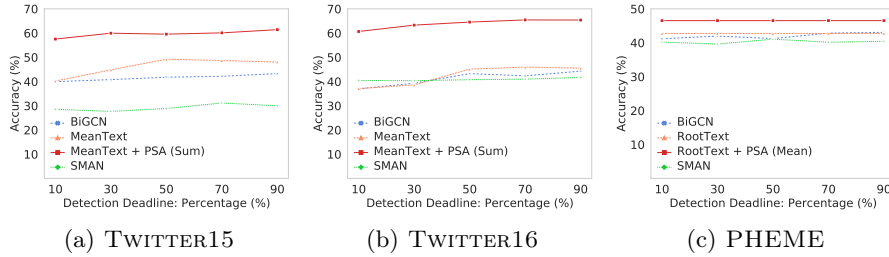 70
60
50
40
30
20
10
Accuracy (%)
BiGCN
MeanText
MeanText + PSA (Sum)
SMAN
10 30 50 70 90
Detection Deadline: Percentage (%)
(a) Twitter15
70
60
50
40
30
20
10
Accuracy (%)
BiGCN
MeanText
MeanText + PSA (Sum)
SMAN
10 30 50 70 90
Detection Deadline: Percentage (%)
(b) Twitter16
50
40
30
20
10
Accuracy (%)
BiGCN
RootText
RootText + PSA (Mean)
SMAN
10 30 50 70 90
Detection Deadline: Percentage (%)
(c) PHEME